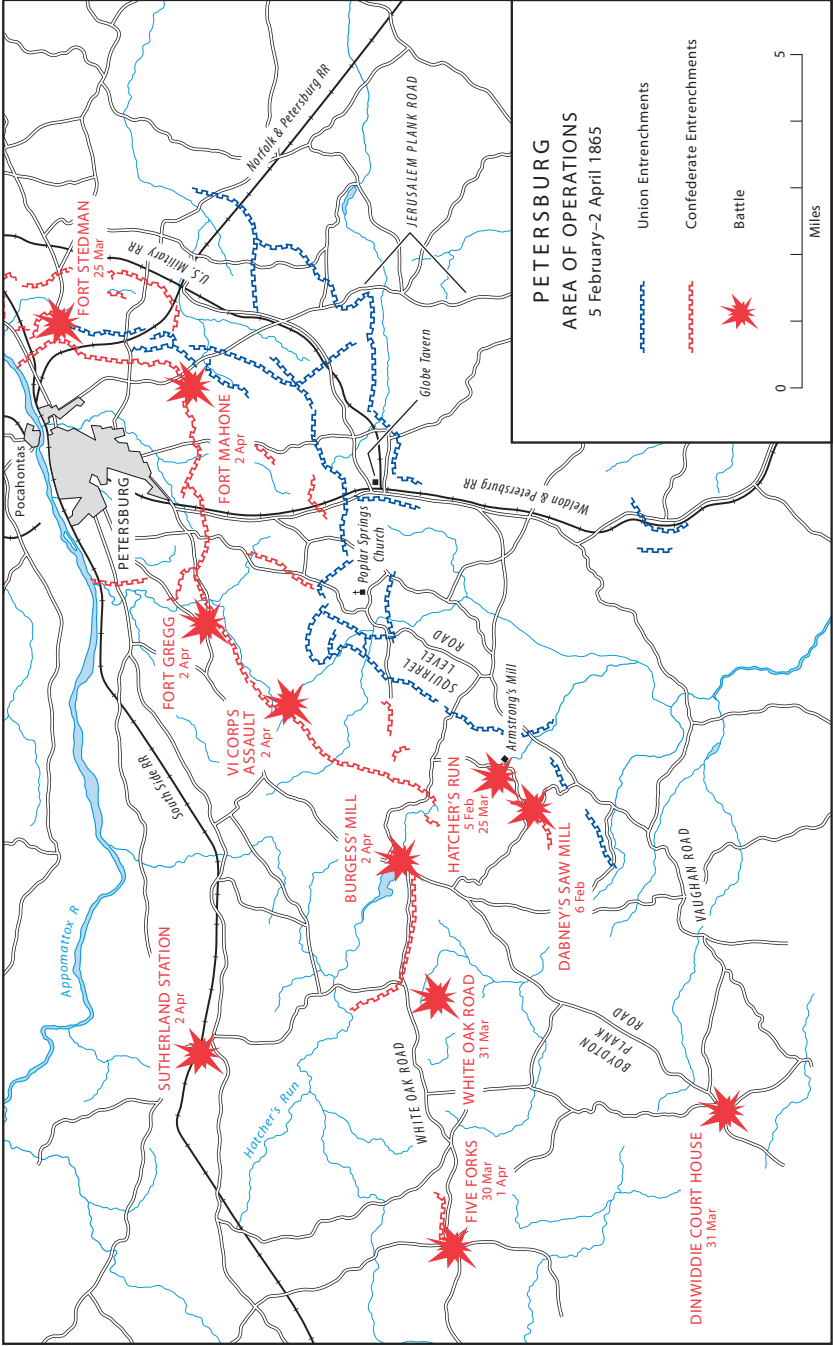 PETERSBURG
AREA OF OPERATIONS
5 February–2 April 1865
Union Entrenchments
Confederate Entrenchments
Battle
0
5
Miles
Pocahontas
PETERSBURG
FORT STEDMAN
25 Mar
Norfolk & Petersburg RR
U.S. Military RR
JERUSALEM PLANK ROAD
FORT MAHONE
2 Apr
Globe Tavern
Weldon & Petersburg RR
Poplar Springs
Church
FORT GREGG
2 Apr
VI CORPS
ASSAULT
2 Apr
SQUIRREL
LEVEL
ROAD
Armstrong's Mill
HATCHER'S RUN
5 Feb
25 Mar
DABNEY'S SAW MILL
6 Feb
BURGESS' MILL
2 Apr
South Side RR
Appomattox R
SUTHERLAND STATION
2 Apr
Hatcher's Run
WHITE OAK ROAD
WHITE OAK ROAD
31 Mar
FIVE FORKS
30 Mar
1 Apr
BOYDTON
PLANK
ROAD
VAUGHAN ROAD
DINWIDDIE COURT HOUSE
31 Mar